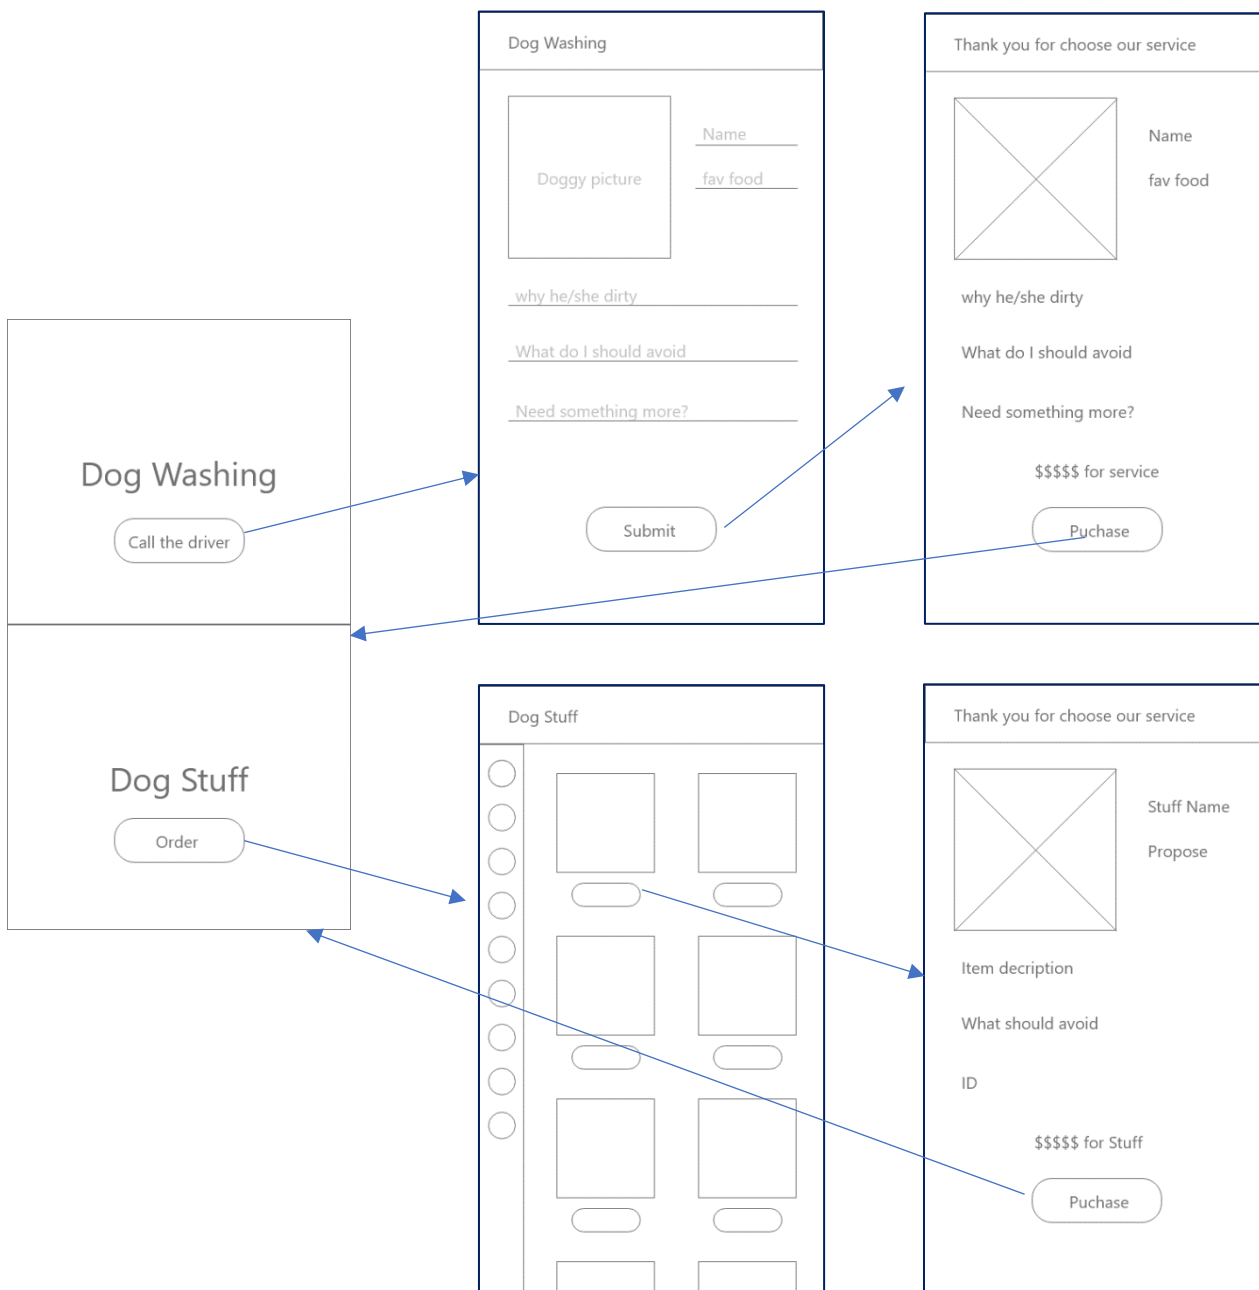 Dog Washing
Call the driver
Dog Stuff
Order
Dog Washing
Doggy picture
Name
fav food
why he/she dirty
What do I should avoid
Need something more?
Submit
Thank you for choose our service
Name
fav food
why he/she dirty
What do I should avoid
Need something more?
$$$$$ for service
Puchase
Dog Stuff
Thank you for choose our service
Stuff Name
Propose
Item decription
What should avoid
ID
$$$$$ for Stuff
Puchase